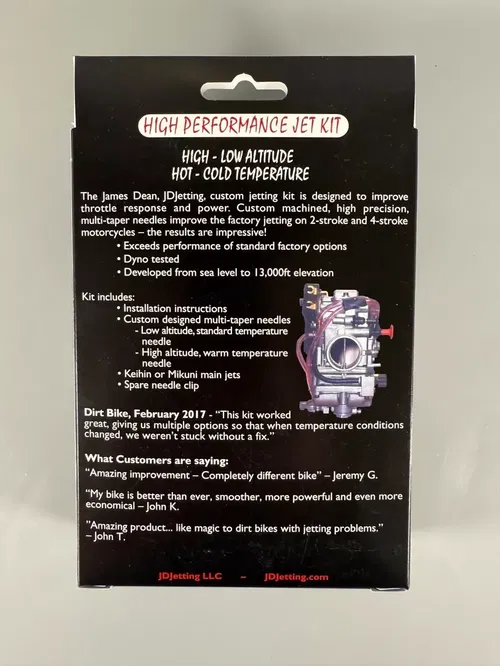 HIGH PERFORMANCE JET KIT
HIGH - LOW ALTITUDE
HOT - COLD TEMPERATURE
The James Dean, JDJetting, custom jetting kit is designed to improve
throttle response and power. Custom machined, high precision,
multi-taper needles improve the factory jetting on 2-stroke and 4-stroke
motorcycles – the results are impressive!
• Exceeds performance of standard factory options
• Dyno tested
• Developed from sea level to 13,000ft elevation
Kit includes:
• Installation instructions
• Custom designed multi-taper needles
- Low altitude, standard temperature
needle
- High altitude, warm temperature
needle
• Keihin or Mikuni main jets
• Spare needle clip
Dirt Bike, February 2017 - “This kit worked
great, giving us multiple options so that when temperature conditions
changed, we weren’t stuck without a fix.”
What Customers are saying:
“Amazing improvement – Completely different bike” – Jeremy G.
“My bike is better than ever, smoother, more powerful and even more
economical – John K.
“Amazing product... like magic to dirt bikes with jetting problems.”
– John T.
JDJetting LLC – JDJetting.com